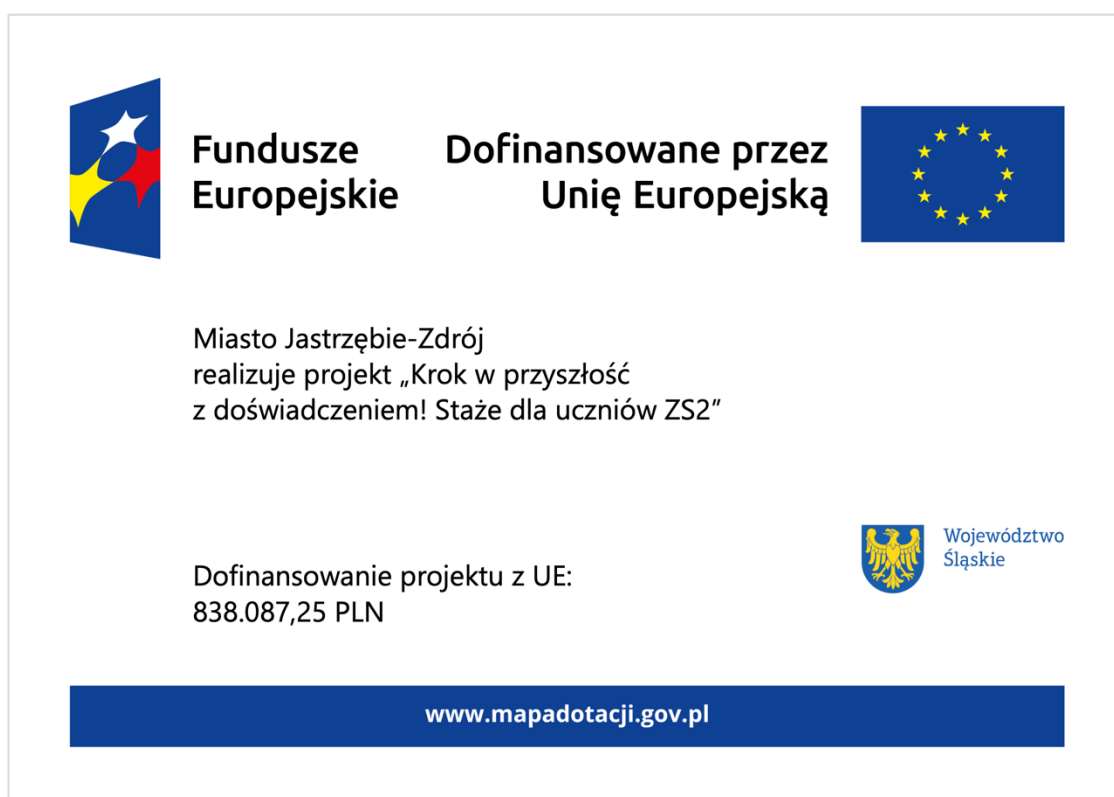 Fundusze
Europejskie
Dofinansowane przez
Unię Europejską
Miasto Jastrzębie-Zdrój
realizuje projekt „Krok w przyszłość
z doświadczeniem! Staże dla uczniów ZS2”
Województwo
Śląskie
Dofinansowanie projektu z UE:
838.087,25 PLN
www.mapadotacji.gov.pl